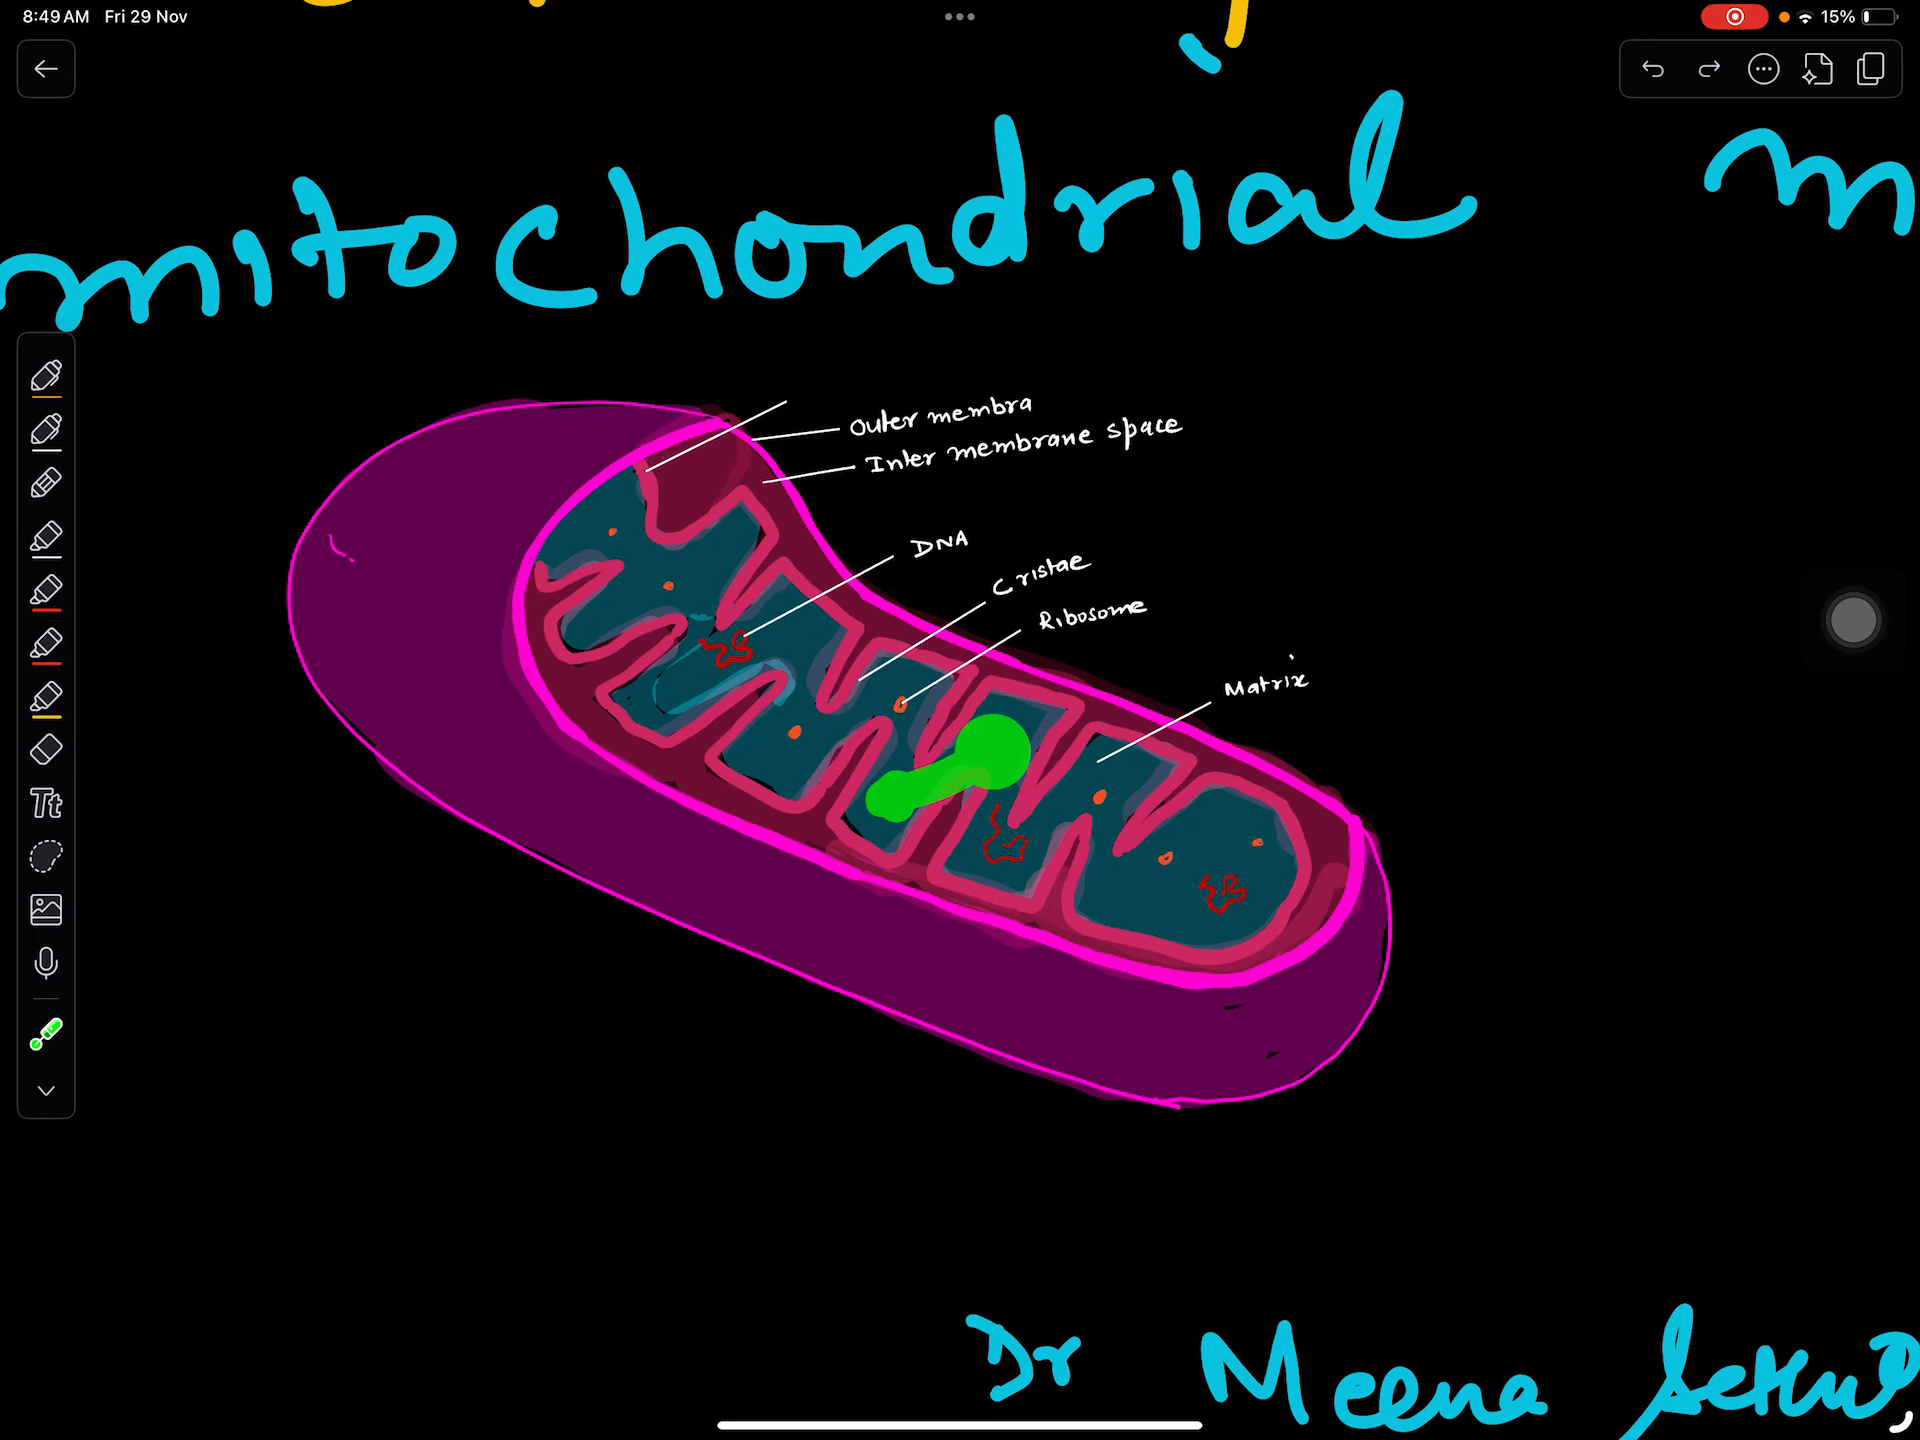 8:49 AM Fri 29 Nov
15%
mitochondrial m
Outer membra
Inter membrane space
DNA
Cristae
Ribosome
Matrix
Tt
Dr Meena